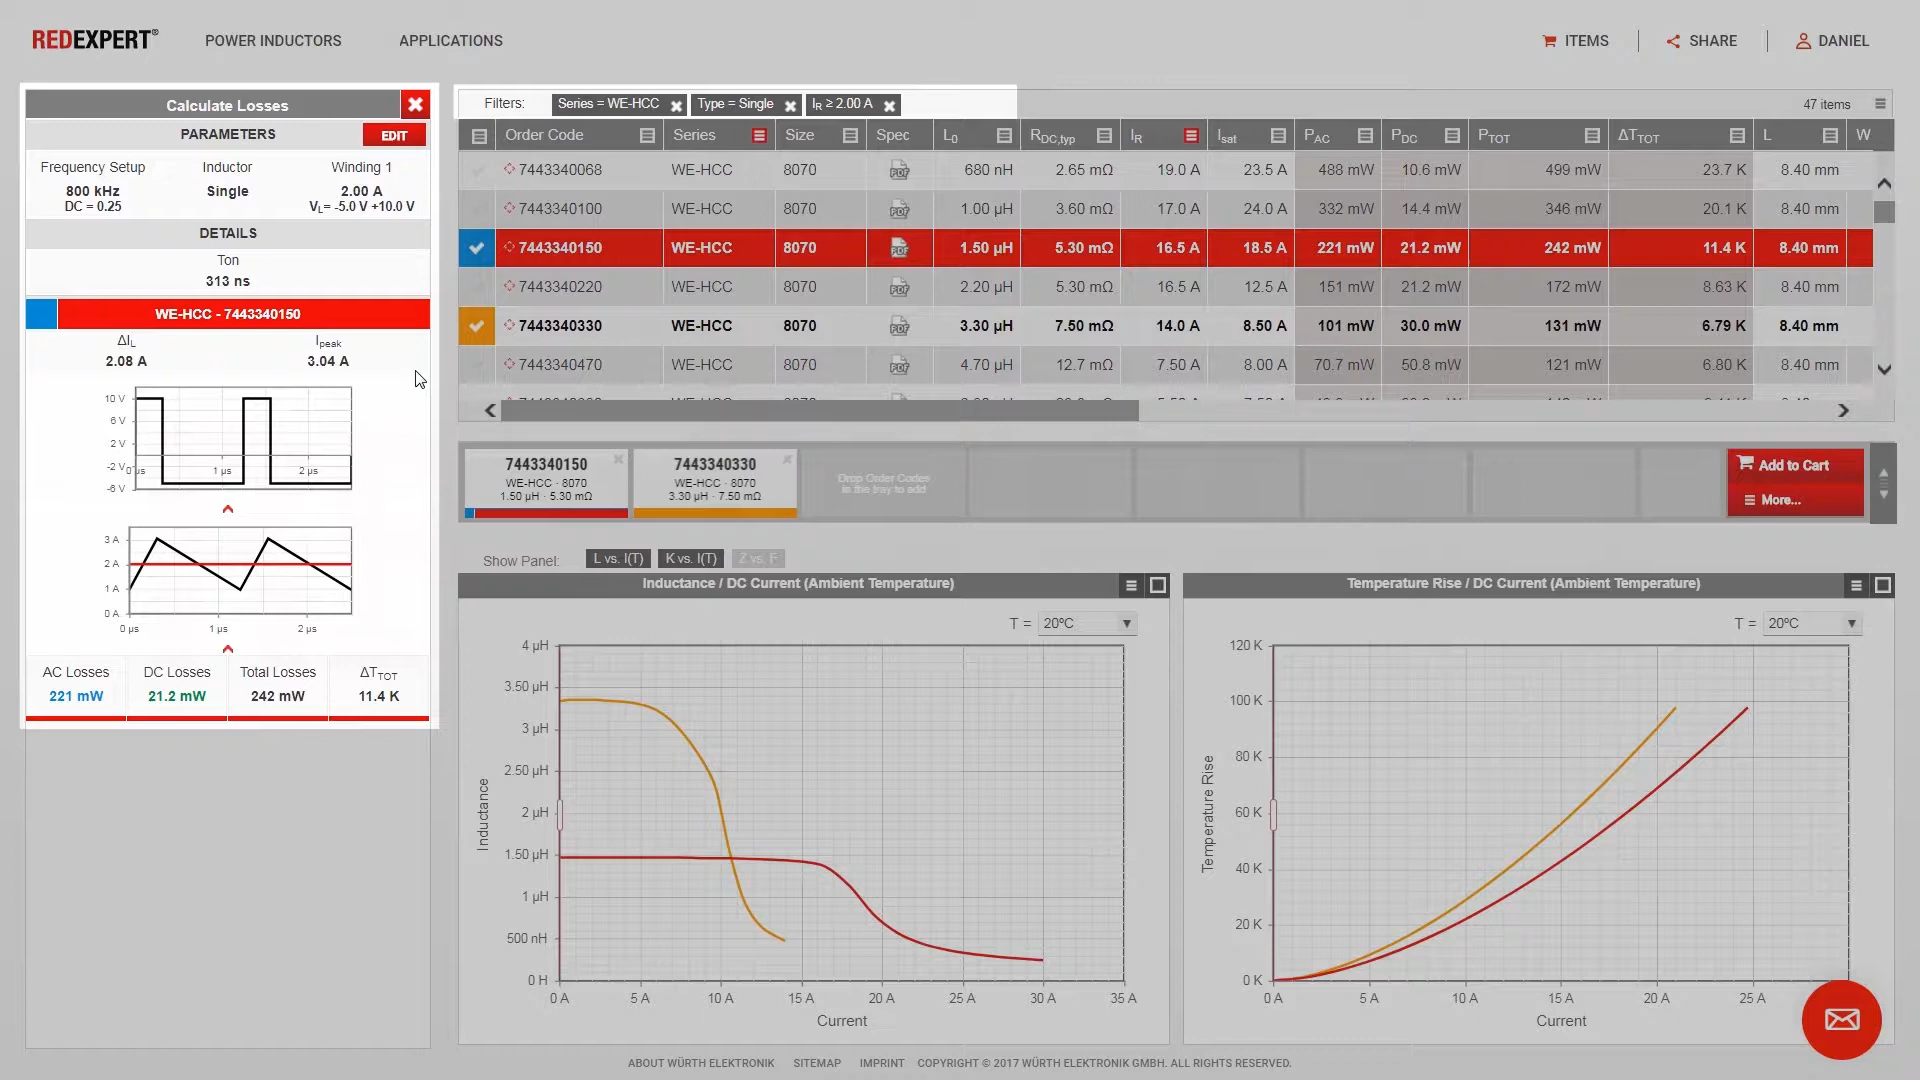 REDEXPERT®
POWER INDUCTORS
APPLICATIONS
ITEMS
SHARE
DANIEL
Calculate Losses
PARAMETERS
EDIT
Frequency Setup Inductor Winding 1
800 kHz Single 2.00 A
DC = 0.25 VL= -5.0 V +10.0 V
DETAILS
Ton
313 ns
WE-HCC - 7443340150
ΔIL Ipeak
2.08 A 3.04 A
10 V
6 V
2 V
-2 V
-6 V
0 µs 1 µs 2 µs
3 A
2 A
1 A
0 A
0 µs 1 µs 2 µs
AC Losses DC Losses Total Losses ΔTTOT
221 mW 21.2 mW 242 mW 11.4 K
Filters: Series = WE-HCC Type = Single IR ≥ 2.00 A
47 items
Order Code Series Size Spec L0 RDC,typ IR Isat PAC PDC PTOT ΔTTOT L W
7443340068 WE-HCC 8070 PDF 680 nH 2.65 mΩ 19.0 A 23.5 A 488 mW 10.6 mW 499 mW 23.7 K 8.40 mm
7443340100 WE-HCC 8070 PDF 1.00 µH 3.60 mΩ 17.0 A 24.0 A 332 mW 14.4 mW 346 mW 20.1 K 8.40 mm
7443340150 WE-HCC 8070 PDF 1.50 µH 5.30 mΩ 16.5 A 18.5 A 221 mW 21.2 mW 242 mW 11.4 K 8.40 mm
7443340220 WE-HCC 8070 PDF 2.20 µH 5.30 mΩ 16.5 A 12.5 A 151 mW 21.2 mW 172 mW 8.63 K 8.40 mm
7443340330 WE-HCC 8070 PDF 3.30 µH 7.50 mΩ 14.0 A 8.50 A 101 mW 30.0 mW 131 mW 6.79 K 8.40 mm
7443340470 WE-HCC 8070 PDF 4.70 µH 12.7 mΩ 7.50 A 8.00 A 70.7 mW 50.8 mW 121 mW 6.80 K 8.40 mm
7443340150
WE-HCC · 8070
1.50 µH · 5.30 mΩ
7443340330
WE-HCC · 8070
3.30 µH · 7.50 mΩ
Drop Order Codes
in the tray to add
Add to Cart
More...
Show Panel: L vs. I(T) K vs. I(T) Z vs. F
Inductance / DC Current (Ambient Temperature)
T = 20ºC
4 µH
3.50 µH
3 µH
2.50 µH
2 µH
1.50 µH
1 µH
500 nH
0 H
Inductance
0 A 5 A 10 A 15 A 20 A 25 A 30 A 35 A
Current
Temperature Rise / DC Current (Ambient Temperature)
T = 20ºC
120 K
100 K
80 K
60 K
40 K
20 K
0 K
Temperature Rise
0 A 5 A 10 A 15 A 20 A 25 A
Current
ABOUT WÜRTH ELEKTRONIK SITEMAP IMPRINT COPYRIGHT © 2017 WÜRTH ELEKTRONIK GMBH. ALL RIGHTS RESERVED.